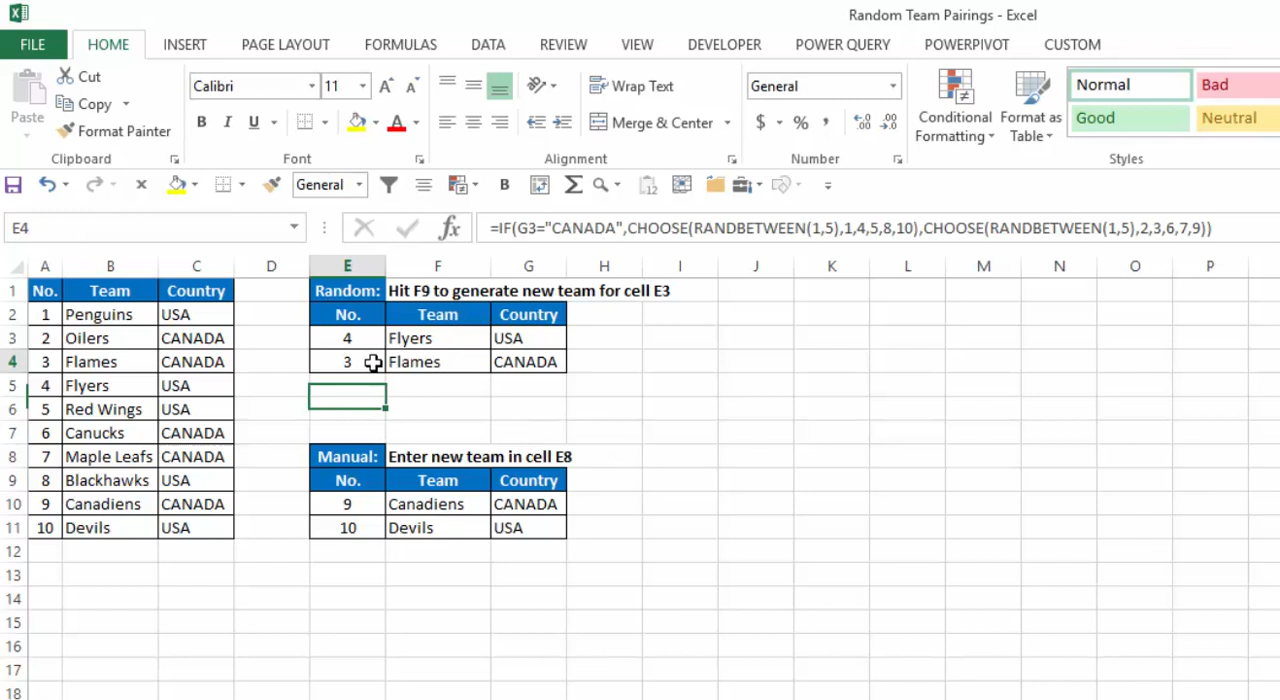 Random Team Pairings - Excel
FILE HOME INSERT PAGE LAYOUT FORMULAS DATA REVIEW VIEW DEVELOPER POWER QUERY POWERPIVOT CUSTOM
Paste
Cut
Copy
Format Painter
Clipboard
Calibri 11
B I U
Font
Wrap Text
Merge & Center
Alignment
General
$ % ,
Number
Conditional Formatting
Format as Table
Normal Bad
Good Neutral
Styles
General
B
E4 fx =IF(G3="CANADA",CHOOSE(RANDBETWEEN(1,5),1,4,5,8,10),CHOOSE(RANDBETWEEN(1,5),2,3,6,7,9))
A B C D E F G H I J K L M N O P
1 No. Team Country Random: Hit F9 to generate new team for cell E3
2 1 Penguins USA No. Team Country
3 2 Oilers CANADA 4 Flyers USA
4 3 Flames CANADA 3 Flames CANADA
5 4 Flyers USA
6 5 Red Wings USA
7 6 Canucks CANADA
8 7 Maple Leafs CANADA Manual: Enter new team in cell E8
9 8 Blackhawks USA No. Team Country
10 9 Canadiens CANADA 9 Canadiens CANADA
11 10 Devils USA 10 Devils USA
12
13
14
15
16
17
18